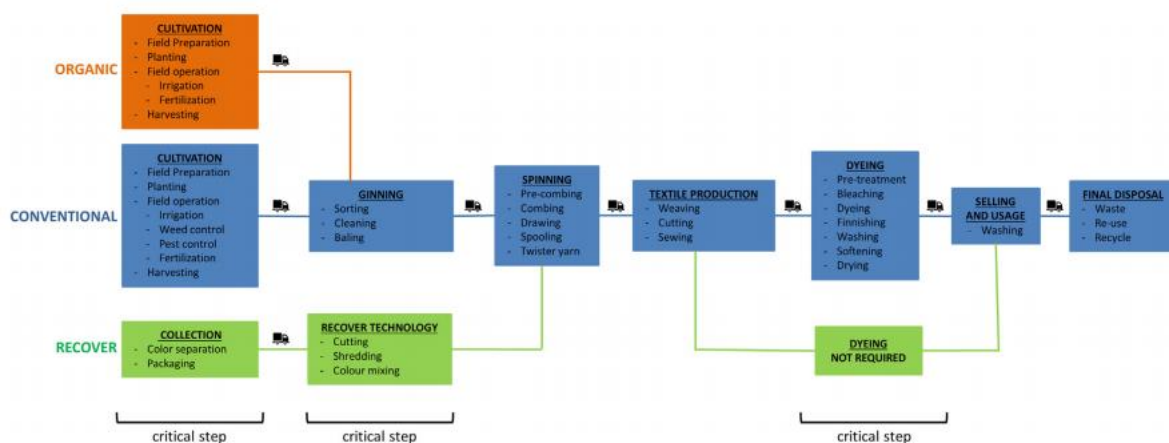 ORGANIC
CULTIVATION
- Field Preparation
- Planting
- Field operation
- Irrigation
- Fertilization
- Harvesting
CONVENTIONAL
CULTIVATION
- Field Preparation
- Planting
- Field operation
- Irrigation
- Weed control
- Pest control
- Fertilization
- Harvesting
GINNING
- Sorting
- Cleaning
- Baling
SPINNING
- Pre-combing
- Combing
- Drawing
- Spooling
- Twister yarn
TEXTILE PRODUCTION
- Weaving
- Cutting
- Sewing
DYEING
- Pre-treatment
- Bleaching
- Dyeing
- Finnishing
- Washing
- Softening
- Drying
SELLING
AND USAGE
- Washing
FINAL DISPOSAL
- Waste
- Re-use
- Recycle
RECOVER
COLLECTION
- Color separation
- Packaging
RECOVER TECHNOLOGY
- Cutting
- Shredding
- Colour mixing
DYEING
NOT REQUIRED
critical step
critical step
critical step